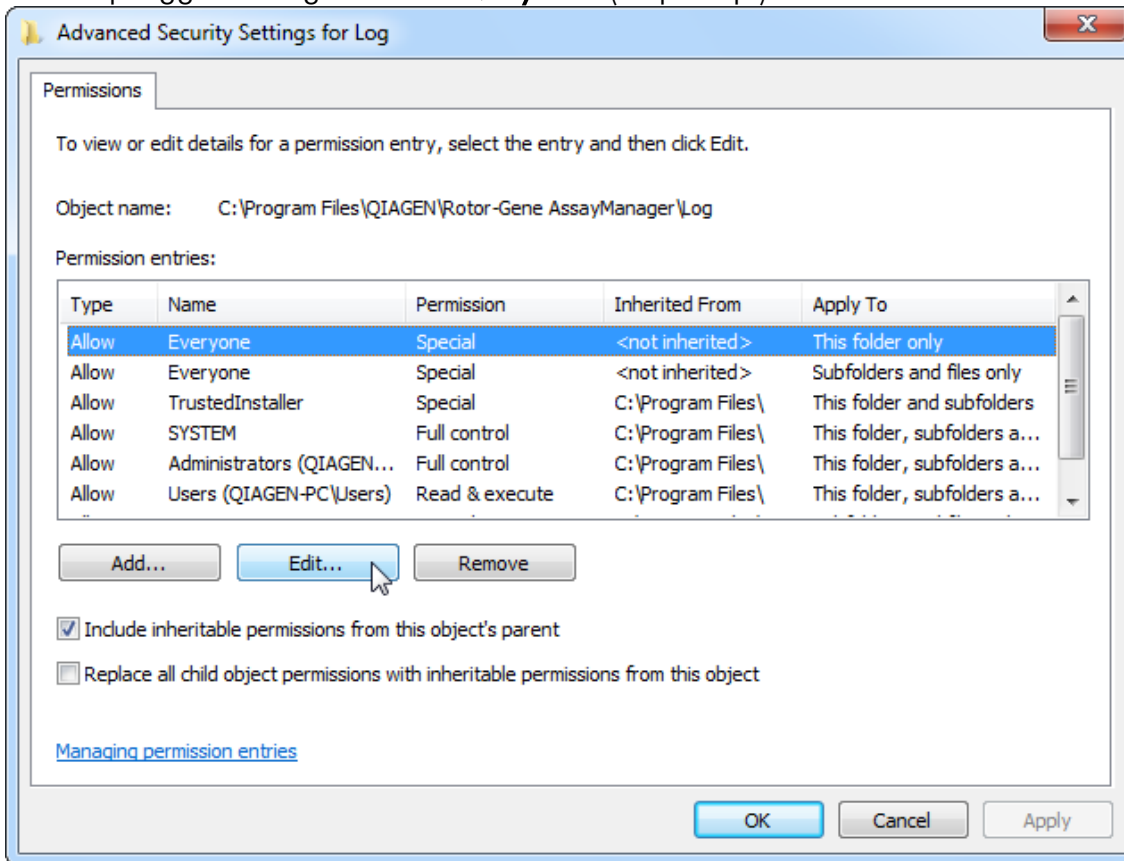 Advanced Security Settings for Log
Permissions
To view or edit details for a permission entry, select the entry and then click Edit.
Object name: C:\Program Files\QIAGEN\Rotor-Gene AssayManager\Log
Permission entries:
Type Name Permission Inherited From Apply To
Allow Everyone Special <not inherited> This folder only
Allow Everyone Special <not inherited> Subfolders and files only
Allow TrustedInstaller Special C:\Program Files\ This folder and subfolders
Allow SYSTEM Full control C:\Program Files\ This folder, subfolders a...
Allow Administrators (QIAGEN... Full control C:\Program Files\ This folder, subfolders a...
Allow Users (QIAGEN-PC\Users) Read & execute C:\Program Files\ This folder, subfolders a...
Add... Edit... Remove
Include inheritable permissions from this object's parent
Replace all child object permissions with inheritable permissions from this object
Managing permission entries
OK Cancel Apply